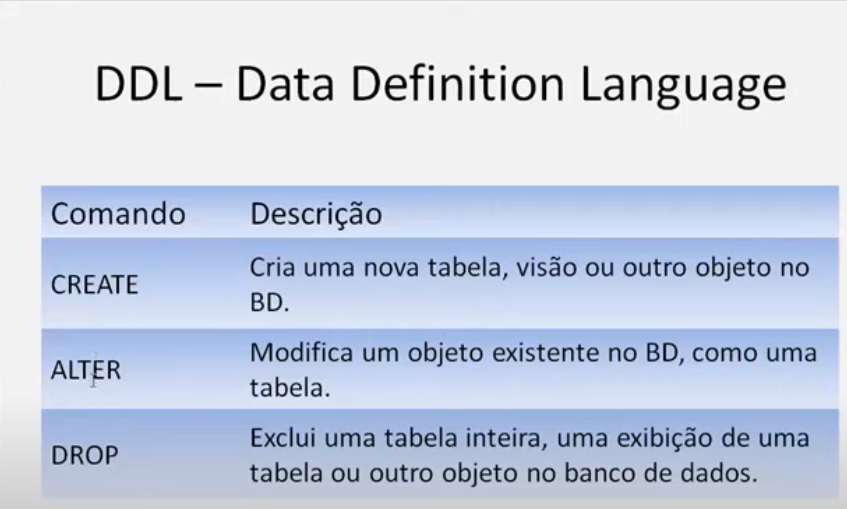 DDL – Data Definition Language
Comando Descrição
CREATE Cria uma nova tabela, visão ou outro objeto no
BD.
ALTER Modifica um objeto existente no BD, como uma
tabela.
DROP Exclui uma tabela inteira, uma exibição de uma
tabela ou outro objeto no banco de dados.